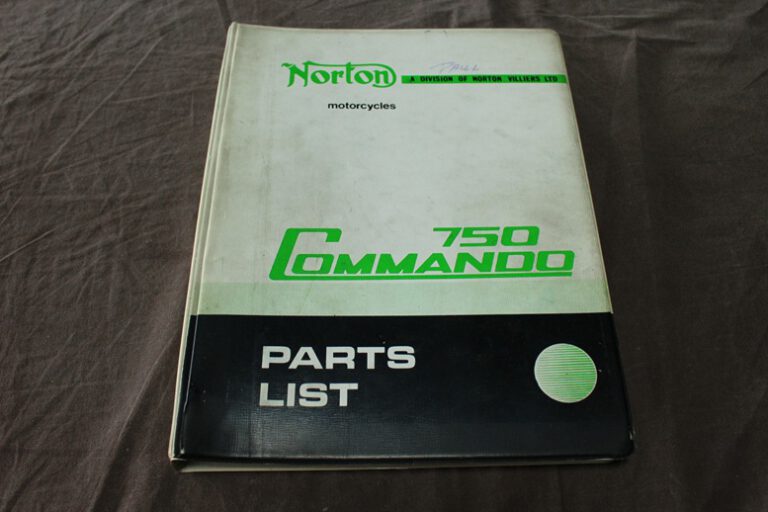 Norton
A DIVISION OF NORTON VILLIERS LTD
motorcycles
750
COMMANDO
PARTS
LIST